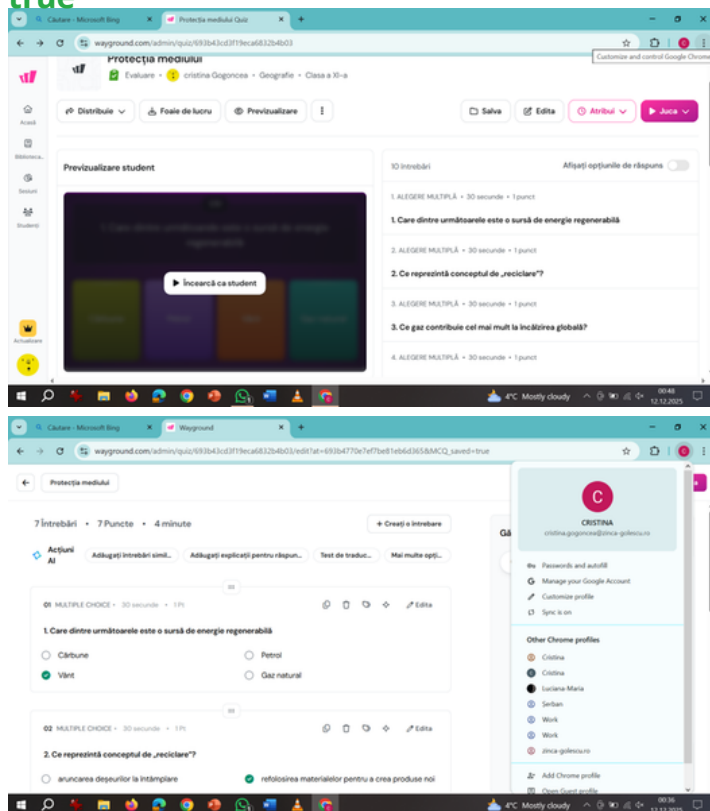 true
Căutare - Microsoft Bing
Protecția mediului Quiz
wayground.com/admin/quiz/693b43cd3f19eca6832b4b03
Customize and control Google Chrome
Protecția mediului
Evaluare • cristina Gogoncea • Geografie • Clasa a XI-a
Acasă
Biblioteca...
Sesiuni
Studenți
Actualizare
Distribuie
Foaie de lucru
Previzualizare
Salva
Edita
Atribui
Juca
Previzualizare student
Încearcă ca student
10 întrebări
Afișați opțiunile de răspuns
1. ALEGERE MULTIPLĂ • 30 secunde • 1 punct
1. Care dintre următoarele este o sursă de energie regenerabilă
2. ALEGERE MULTIPLĂ • 30 secunde • 1 punct
2. Ce reprezintă conceptul de „reciclare”?
3. ALEGERE MULTIPLĂ • 30 secunde • 1 punct
3. Ce gaz contribuie cel mai mult la încălzirea globală?
4. ALEGERE MULTIPLĂ • 30 secunde • 1 punct
4°C Mostly cloudy
00:48
12.12.2025
Căutare - Microsoft Bing
Wayground
wayground.com/admin/quiz/693b43cd3f19eca6832b4b03/edit?at=693b4770e7ef7be81eb6d365&MCQ_saved=true
Protecția mediului
7 Întrebări • 7 Puncte • 4 minute
+ Creați o întrebare
Acțiuni AI
Adăugați întrebări simil...
Adăugați explicații pentru răspun...
Test de traduc...
Mai multe opți...
01 MULTIPLE CHOICE • 30 secunde • 1 Pt
Edita
1. Care dintre următoarele este o sursă de energie regenerabilă
Cărbune
Petrol
Vânt
Gaz natural
02 MULTIPLE CHOICE • 30 secunde • 1 Pt
Edita
2. Ce reprezintă conceptul de „reciclare”?
aruncarea deșeurilor la întâmplare
refolosirea materialelor pentru a crea produse noi
Gă
C
CRISTINA
cristina.gogoncea@zinca-golescu.ro
Passwords and autofill
Manage your Google Account
Customize profile
Sync is on
Other Chrome profiles
Cristina
Cristina
Luciana-Maria
Serban
Work
Work
zinca-golescu.ro
Add Chrome profile
Open Guest profile
4°C Mostly cloudy
00:36
12.12.2025